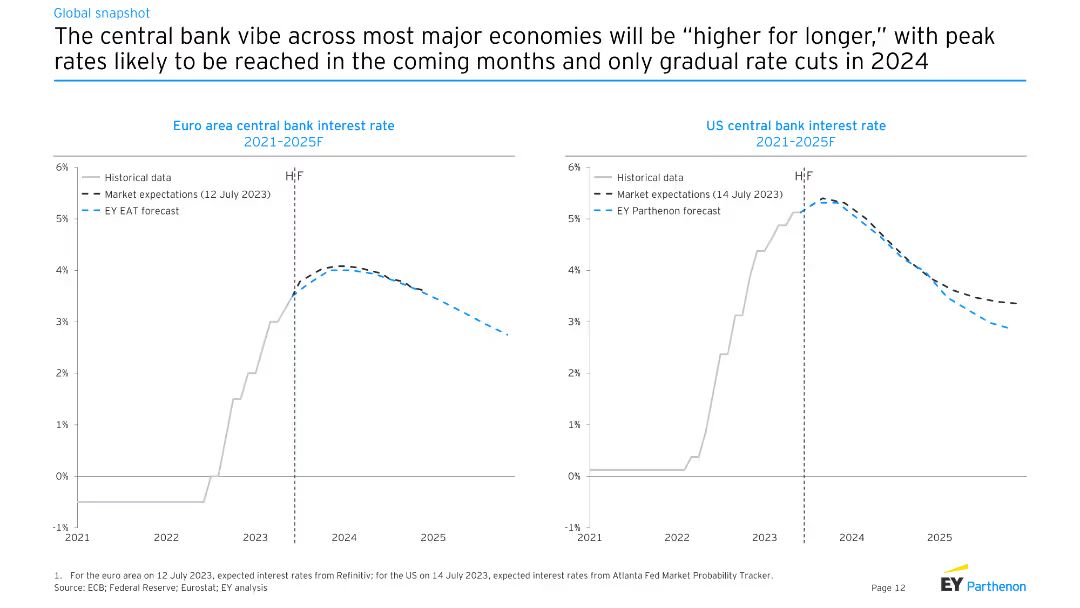 Global snapshot
The central bank vibe across most major economies will be “higher for longer,” with peak
rates likely to be reached in the coming months and only gradual rate cuts in 2024
Euro area central bank interest rate
2021–2025F
6%
5%
4%
3%
2%
1%
0%
-1%
Historical data
Market expectations (12 July 2023)
EY EAT forecast
H F
2021 2022 2023 2024 2025
US central bank interest rate
2021–2025F
6%
5%
4%
3%
2%
1%
0%
-1%
Historical data
Market expectations (14 July 2023)
EY Parthenon forecast
H F
2021 2022 2023 2024 2025
1. For the euro area on 12 July 2023, expected interest rates from Refinitiv; for the US on 14 July 2023, expected interest rates from Atlanta Fed Market Probability Tracker.
Source: ECB; Federal Reserve; Eurostat; EY analysis
Page 12
EY Parthenon